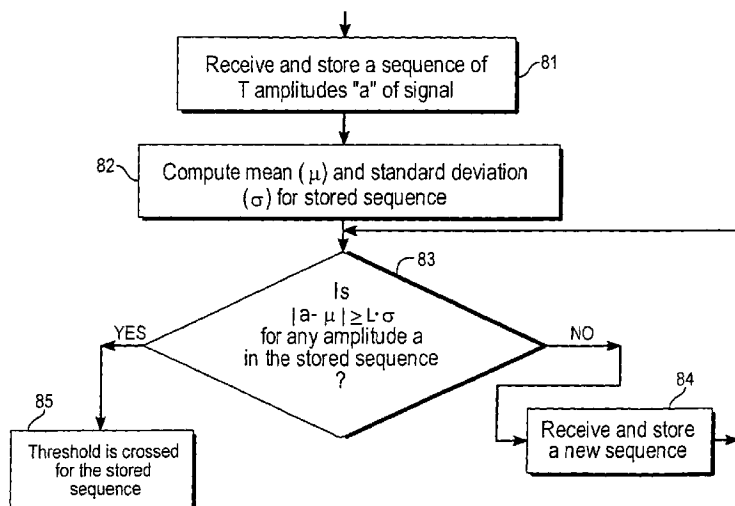 Receive and store a sequence of
T amplitudes "a" of signal
81
82
Compute mean (μ) and standard deviation
(σ) for stored sequence
83
Is
|a- μ| ≥ L·σ
for any amplitude a
in the stored sequence
?
YES
NO
85
Threshold is crossed
for the stored
sequence
84
Receive and store
a new sequence